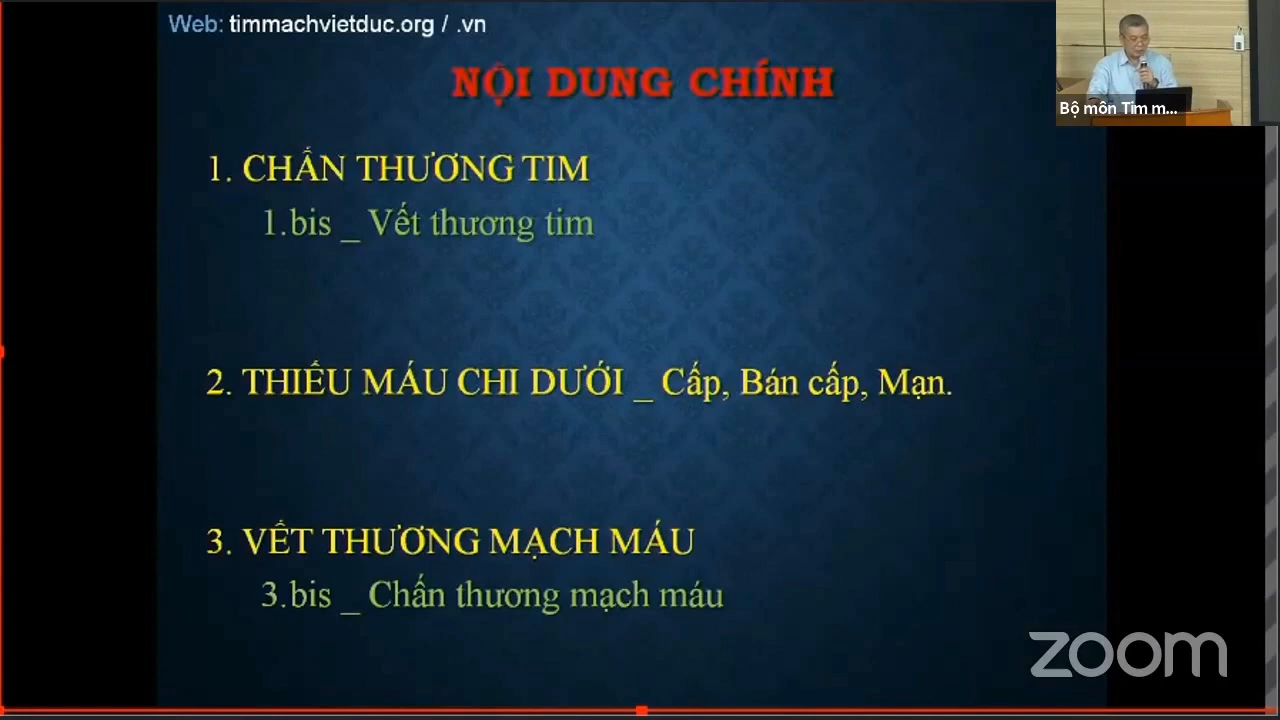 Web: timmachvietduc.org / .vn
NỘI DUNG CHÍNH
1. CHẤN THƯƠNG TIM
1.bis _ Vết thương tim
2. THIẾU MÁU CHI DƯỚI _ Cấp, Bán cấp, Mạn.
3. VẾT THƯƠNG MẠCH MÁU
3.bis _ Chấn thương mạch máu
Bộ môn Tim m...
zoom